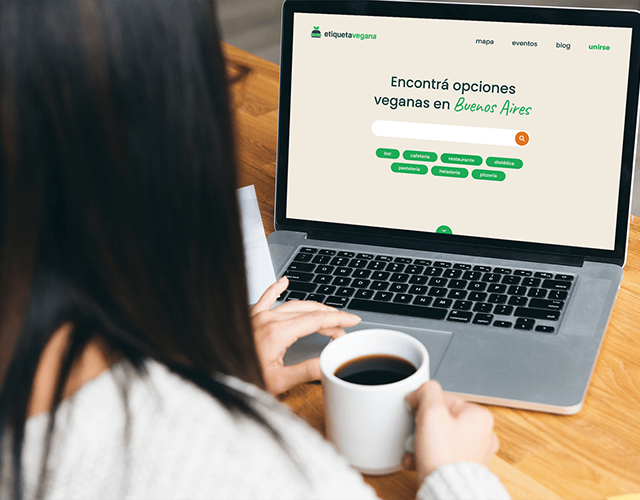 etiquetavegana
mapa eventos blog unirse
Encontrá opciones
veganas en Buenos Aires
bar cafetería restaurante dietética
pastelería heladería pizzería